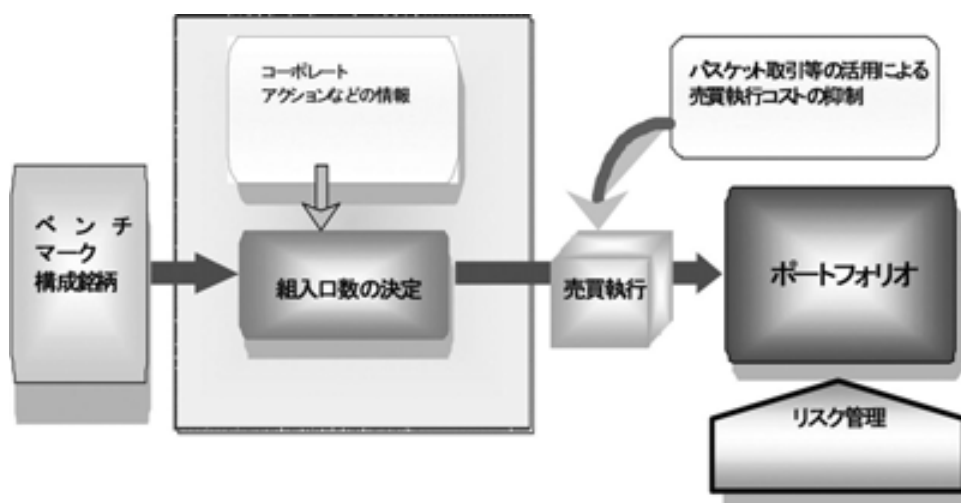 コーポレート
アクションなどの情報
バスケット取引等の活用による
売買執行コストの抑制
ベンチ
マーク
構成銘柄
組入口数の決定
売買執行
ポートフォリオ
リスク管理